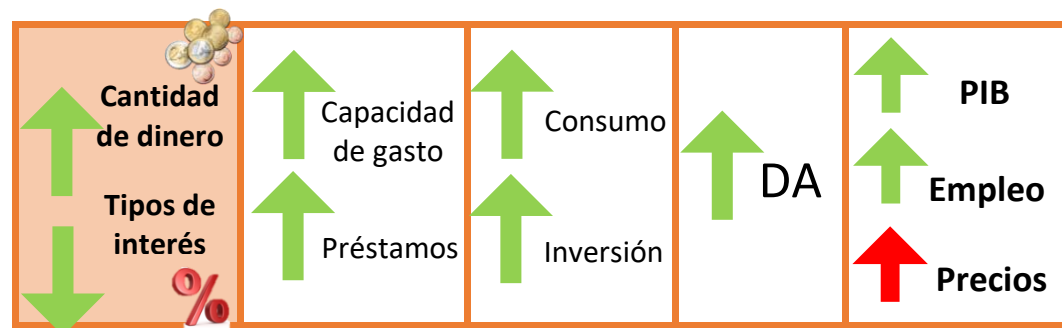 Cantidad
de dinero
Tipos de
interés
%
Capacidad
de gasto
Préstamos
Consumo
Inversión
DA
PIB
Empleo
Precios